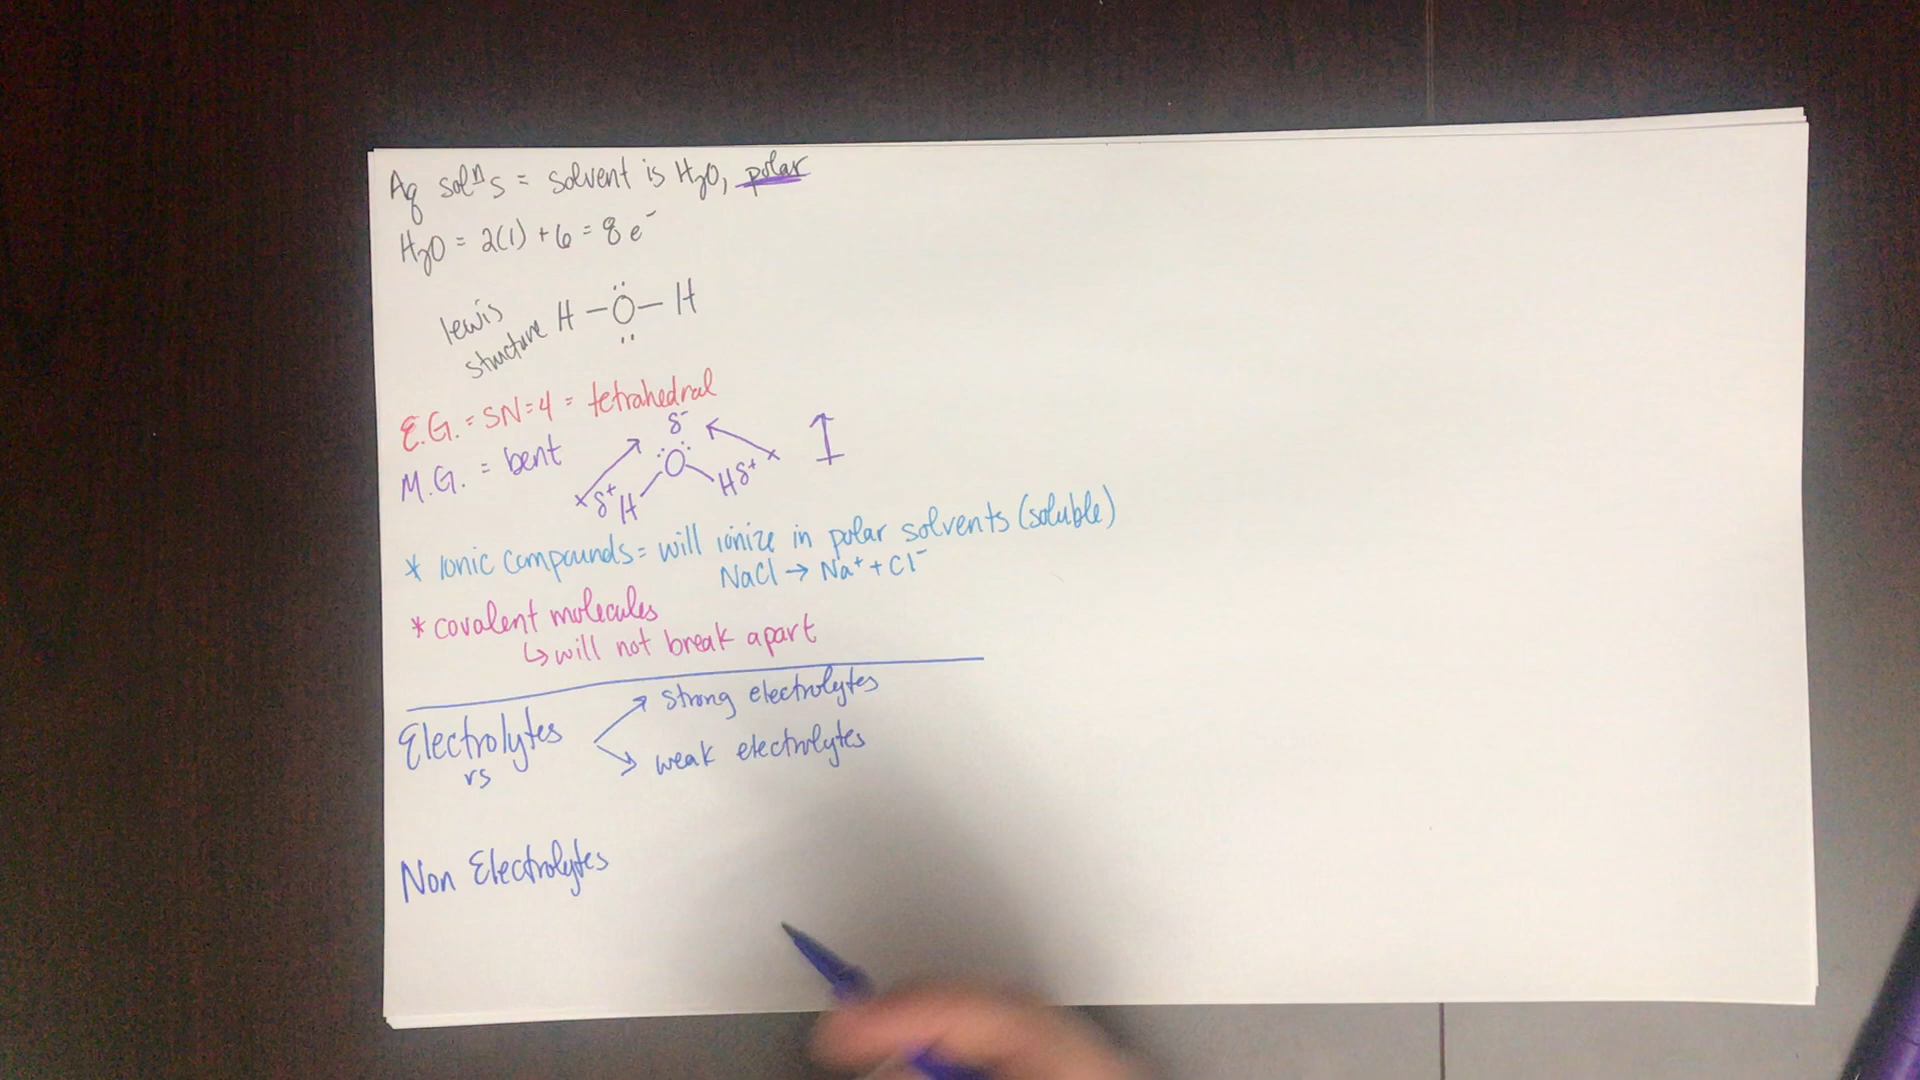 Aq solⁿs = solvent is H₂O, polar
H₂O = 2(1) + 6 = 8 e⁻
lewis
structure H – Ö – H
E.G. = SN=4 = tetrahedral
δ⁻
M.G. = bent
O
δ⁺ H Hδ⁺
* Ionic compounds = will ionize in polar solvents (soluble)
NaCl → Na⁺ + Cl⁻
* covalent molecules
↳ will not break apart
strong electrolytes
Electrolytes
weak electrolytes
vs
Non Electrolytes